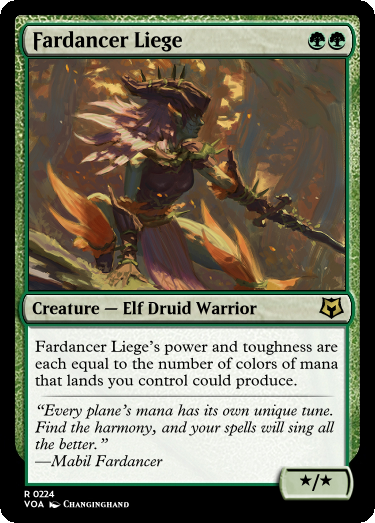 Fardancer Liege
Creature — Elf Druid Warrior
Fardancer Liege's power and toughness are
each equal to the number of colors of mana
that lands you control could produce.
“Every plane's mana has its own unique tune.
Find the harmony, and your spells will sing all
the better.”
—Mabil Fardancer
★/★
R 0224
VOA Changinghand